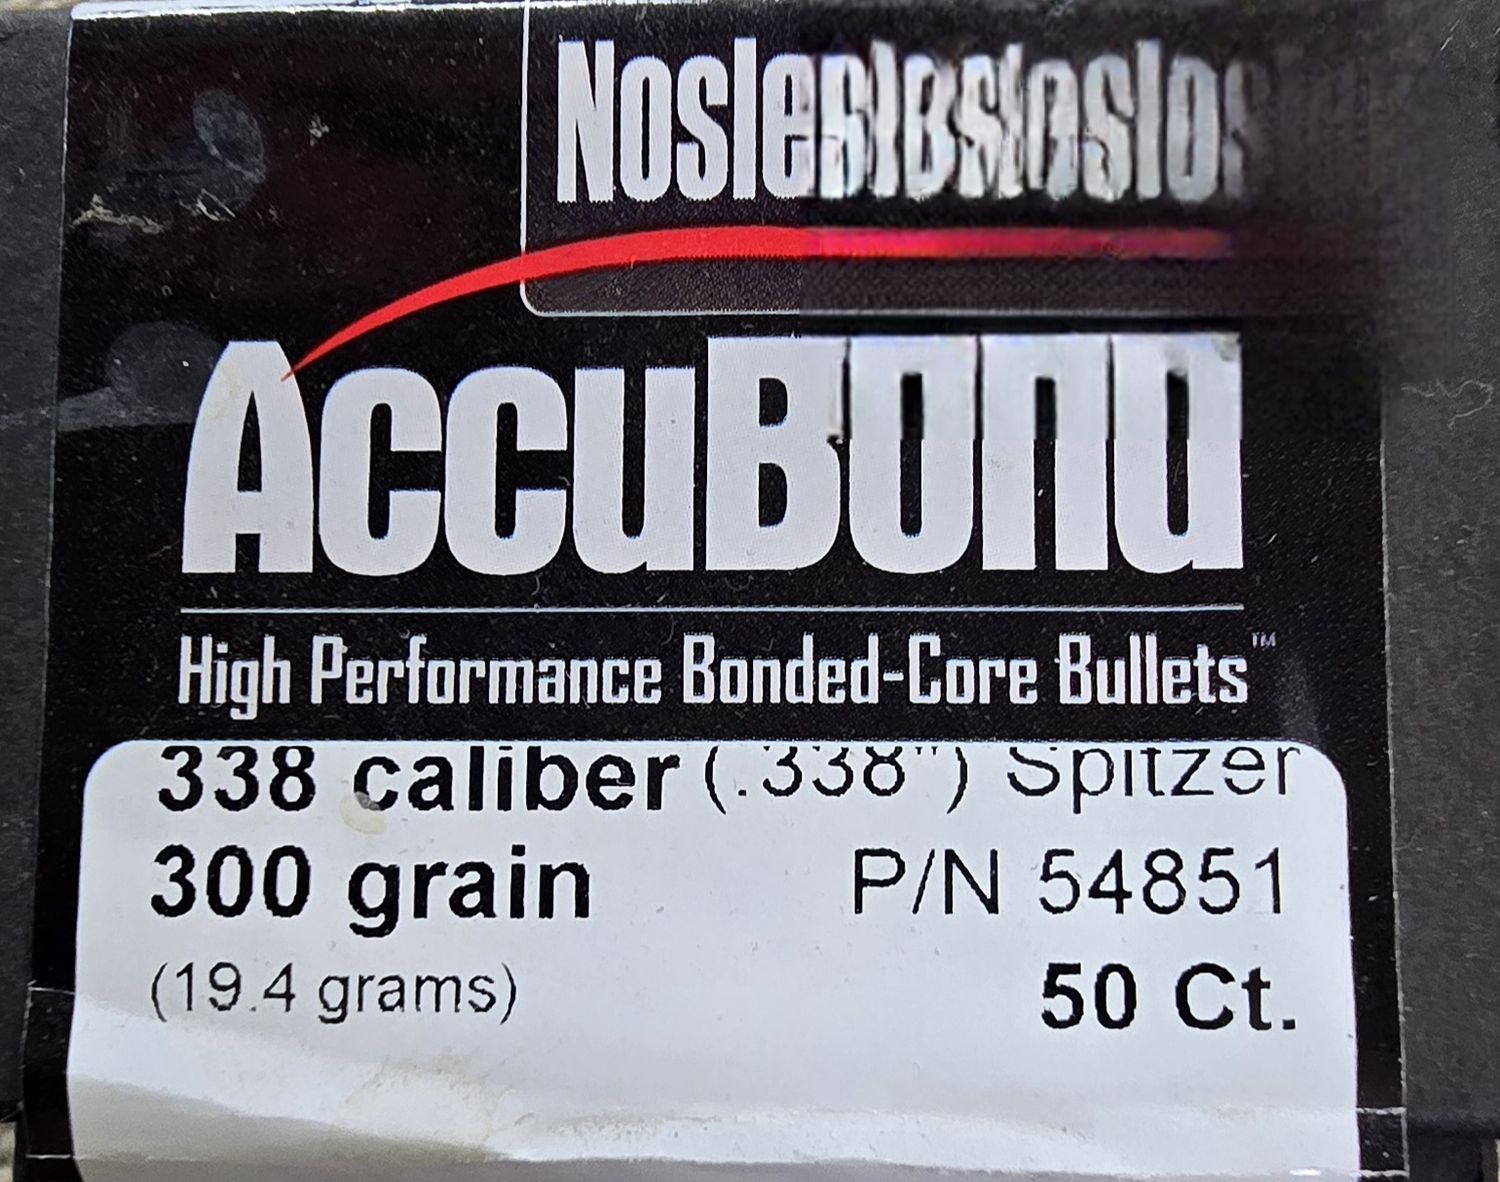 AccuBond
High Performance Bonded-Core Bullets™
338 caliber (.338") Spitzer
300 grain P/N 54851
(19.4 grams) 50 Ct.